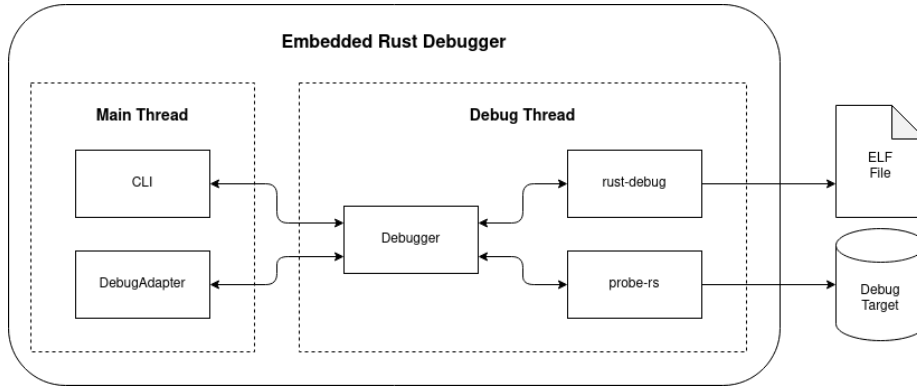 Embedded Rust Debugger
Main Thread
Debug Thread
CLI
rust-debug
ELF
File
Debugger
DebugAdapter
probe-rs
Debug
Target